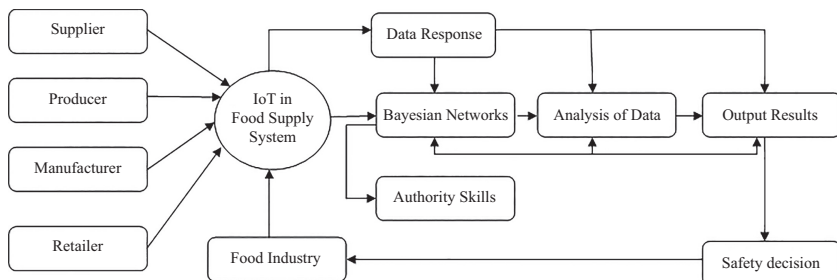 Supplier
Data Response
Producer
IoT in
Food Supply
System
Bayesian Networks
Analysis of Data
Output Results
Manufacturer
Authority Skills
Retailer
Food Industry
Safety decision